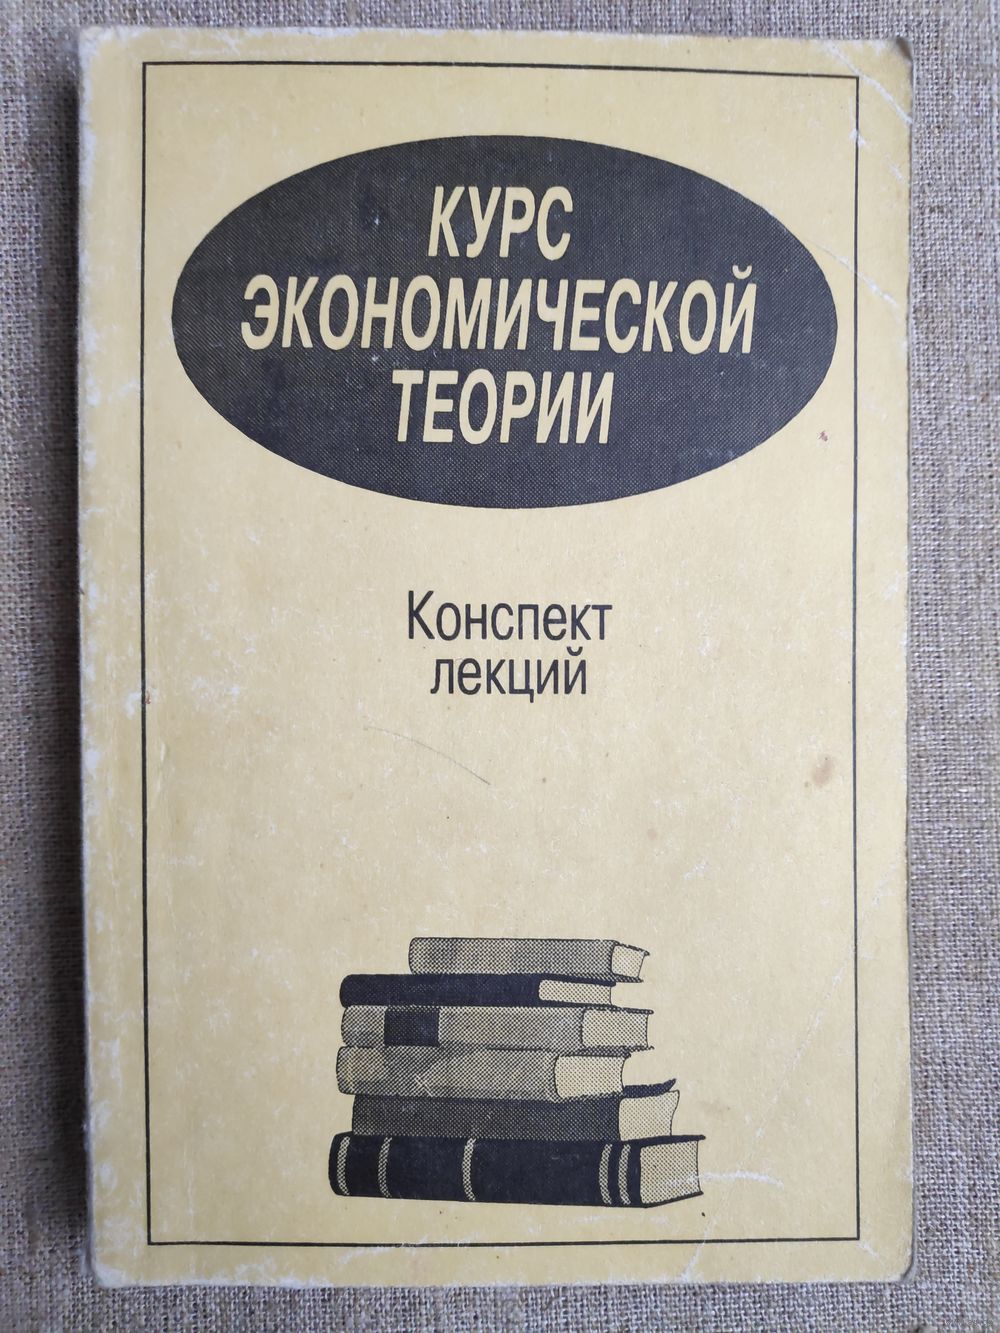 КУРС
ЭКОНОМИЧЕСКОЙ
ТЕОРИИ
Конспект
лекций